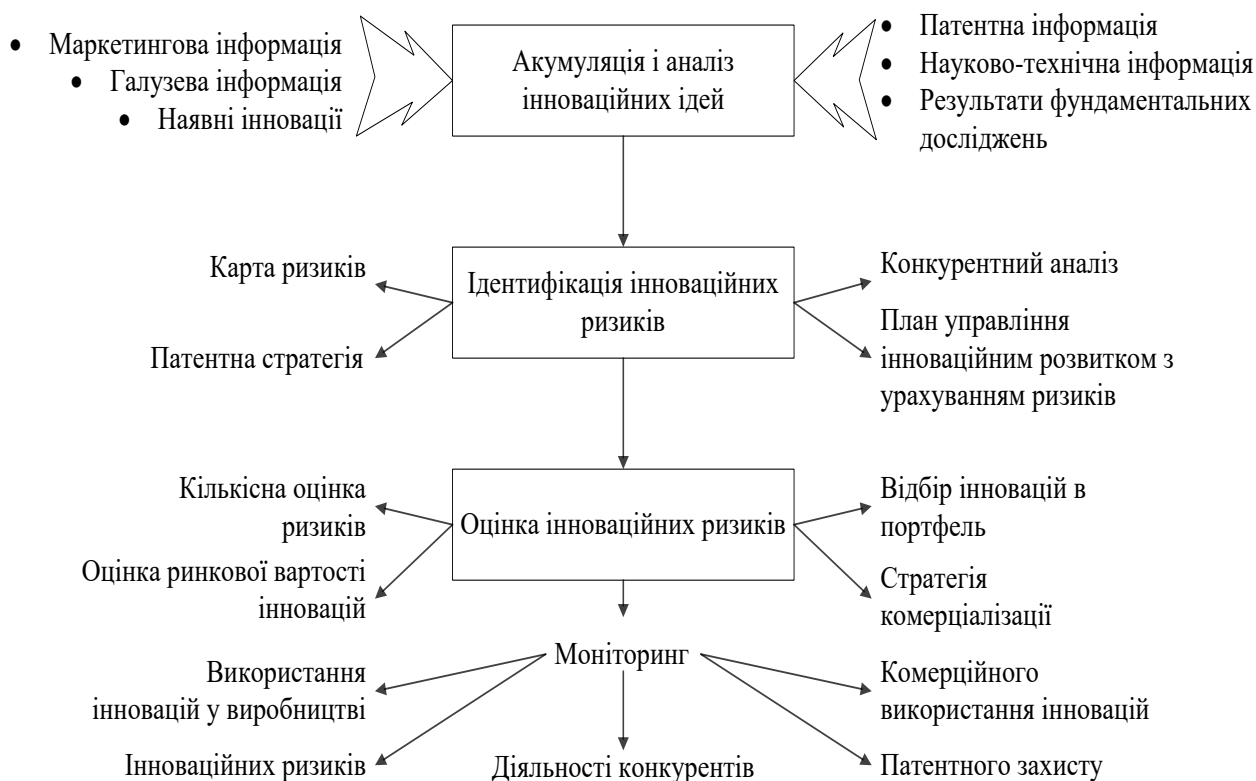 • Маркетингова інформація
• Галузева інформація
• Наявні інновації
Акумуляція і аналіз
інноваційних ідей
• Патентна інформація
• Науково-технічна інформація
• Результати фундаментальних
досліджень
Карта ризиків
Патентна стратегія
Ідентифікація інноваційних
ризиків
Конкурентний аналіз
План управління
інноваційним розвитком з
урахуванням ризиків
Кількісна оцінка
ризиків
Оцінка ринкової вартості
інновацій
Оцінка інноваційних ризиків
Відбір інновацій в
портфель
Стратегія
комерціалізації
Моніторинг
Використання
інновацій у виробництві
Інноваційних ризиків
Діяльності конкурентів
Комерційного
використання інновацій
Патентного захисту